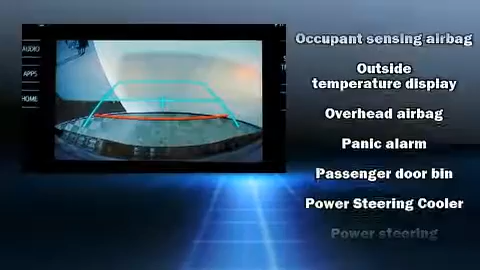 AUDIO
APPS
HOME
Occupant sensing airbag
Outside
temperature display
Overhead airbag
Panic alarm
Passenger door bin
Power Steering Cooler
Power steering